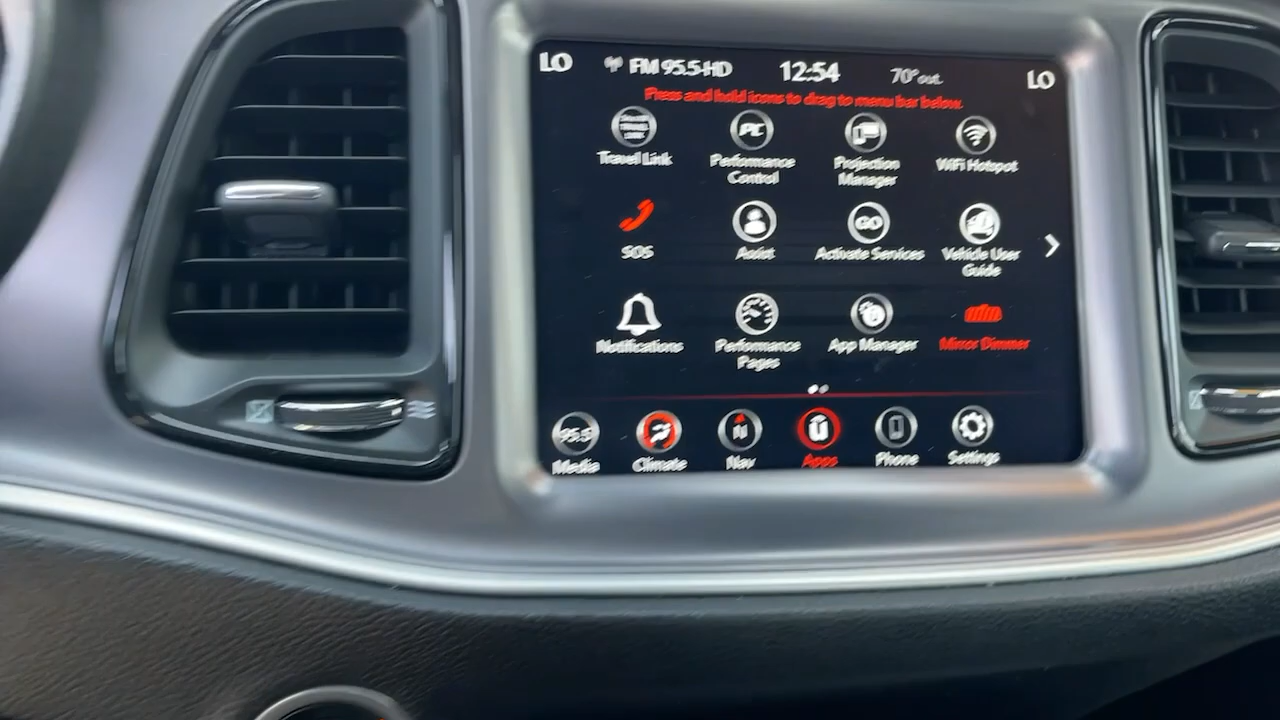 LO FM 95.5-HD 12:54 70° out. LO
Press and hold icons to drag to menu bar below.
Travel Link
Performance Control
Projection Manager
WiFi Hotspot
SOS
Assist
GO
Activate Services
Vehicle User Guide
Notifications
Performance Pages
App Manager
Mirror Dimmer
95.5
Media
Climate
N
Nav
Apps
Phone
Settings